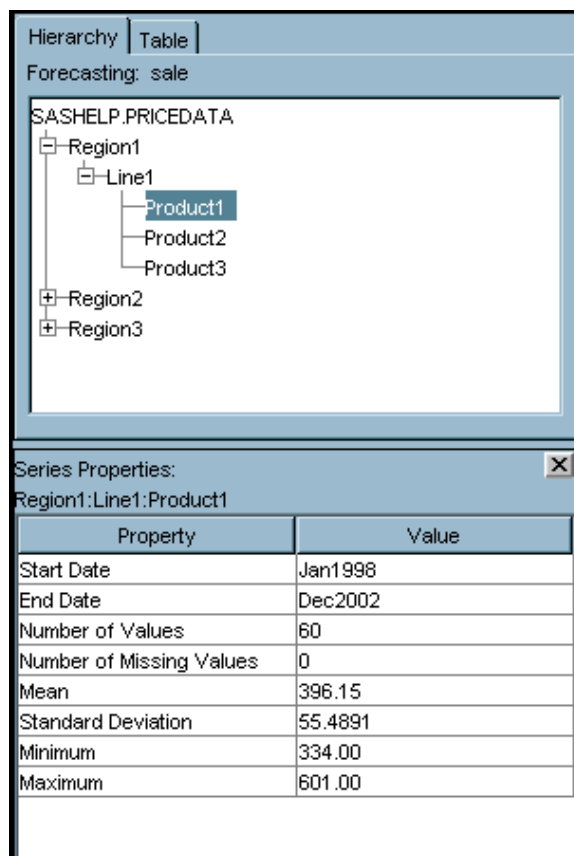 Hierarchy Table
Forecasting: sale
SASHELP.PRICEDATA
Region1
Line1
Product1
Product2
Product3
Region2
Region3
Series Properties:
Region1:Line1:Product1
Property Value
Start Date Jan1998
End Date Dec2002
Number of Values 60
Number of Missing Values 0
Mean 396.15
Standard Deviation 55.4891
Minimum 334.00
Maximum 601.00